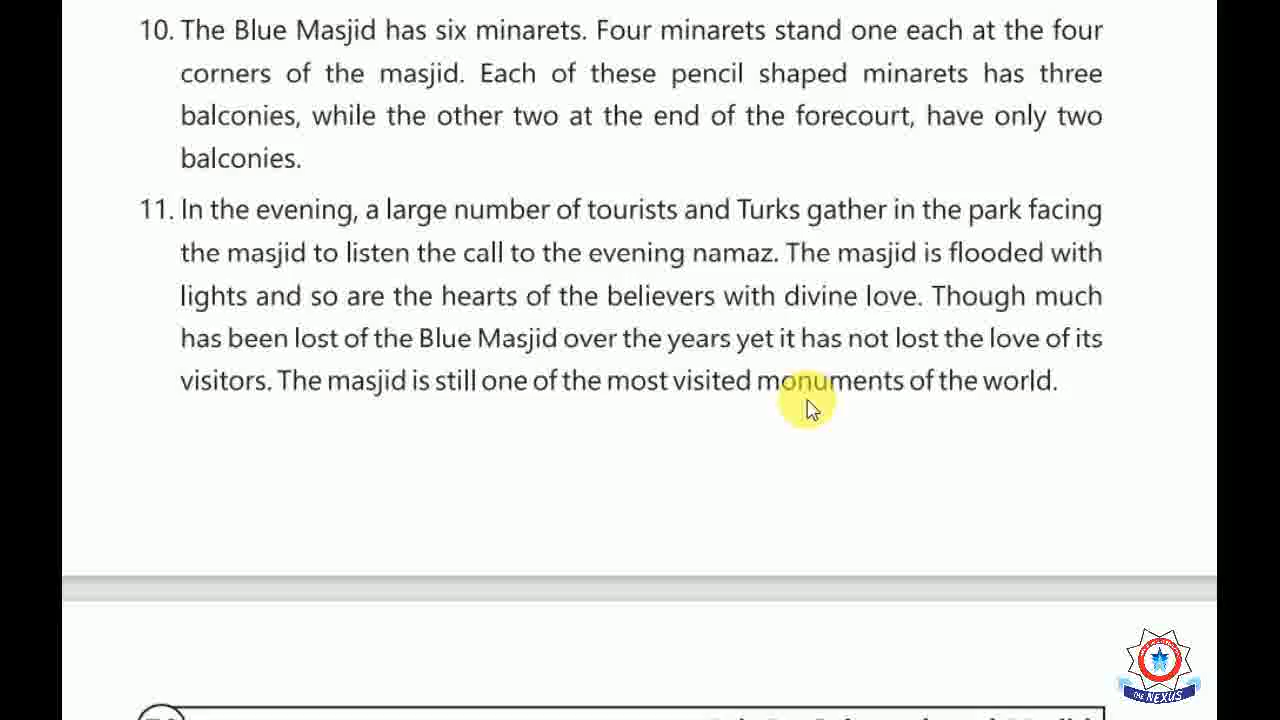 10. The Blue Masjid has six minarets. Four minarets stand one each at the four
corners of the masjid. Each of these pencil shaped minarets has three
balconies, while the other two at the end of the forecourt, have only two
balconies.
11. In the evening, a large number of tourists and Turks gather in the park facing
the masjid to listen the call to the evening namaz. The masjid is flooded with
lights and so are the hearts of the believers with divine love. Though much
has been lost of the Blue Masjid over the years yet it has not lost the love of its
visitors. The masjid is still one of the most visited monuments of the world.
THE NEXUS